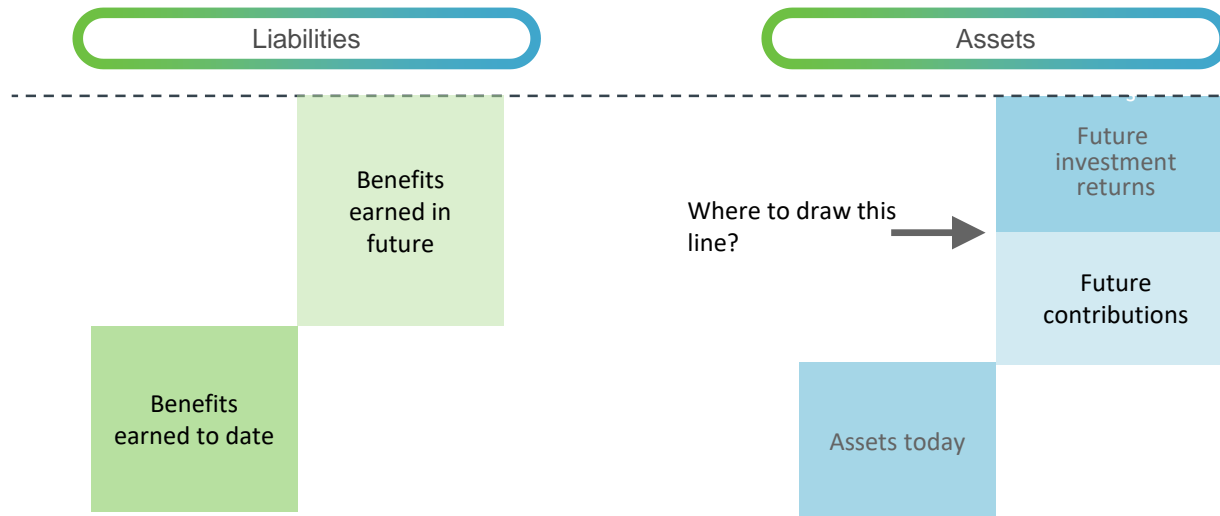 Liabilities
Assets
Benefits
earned in
future
Future
investment
returns
Where to draw this
line?
Future
contributions
Benefits
earned to date
Assets today